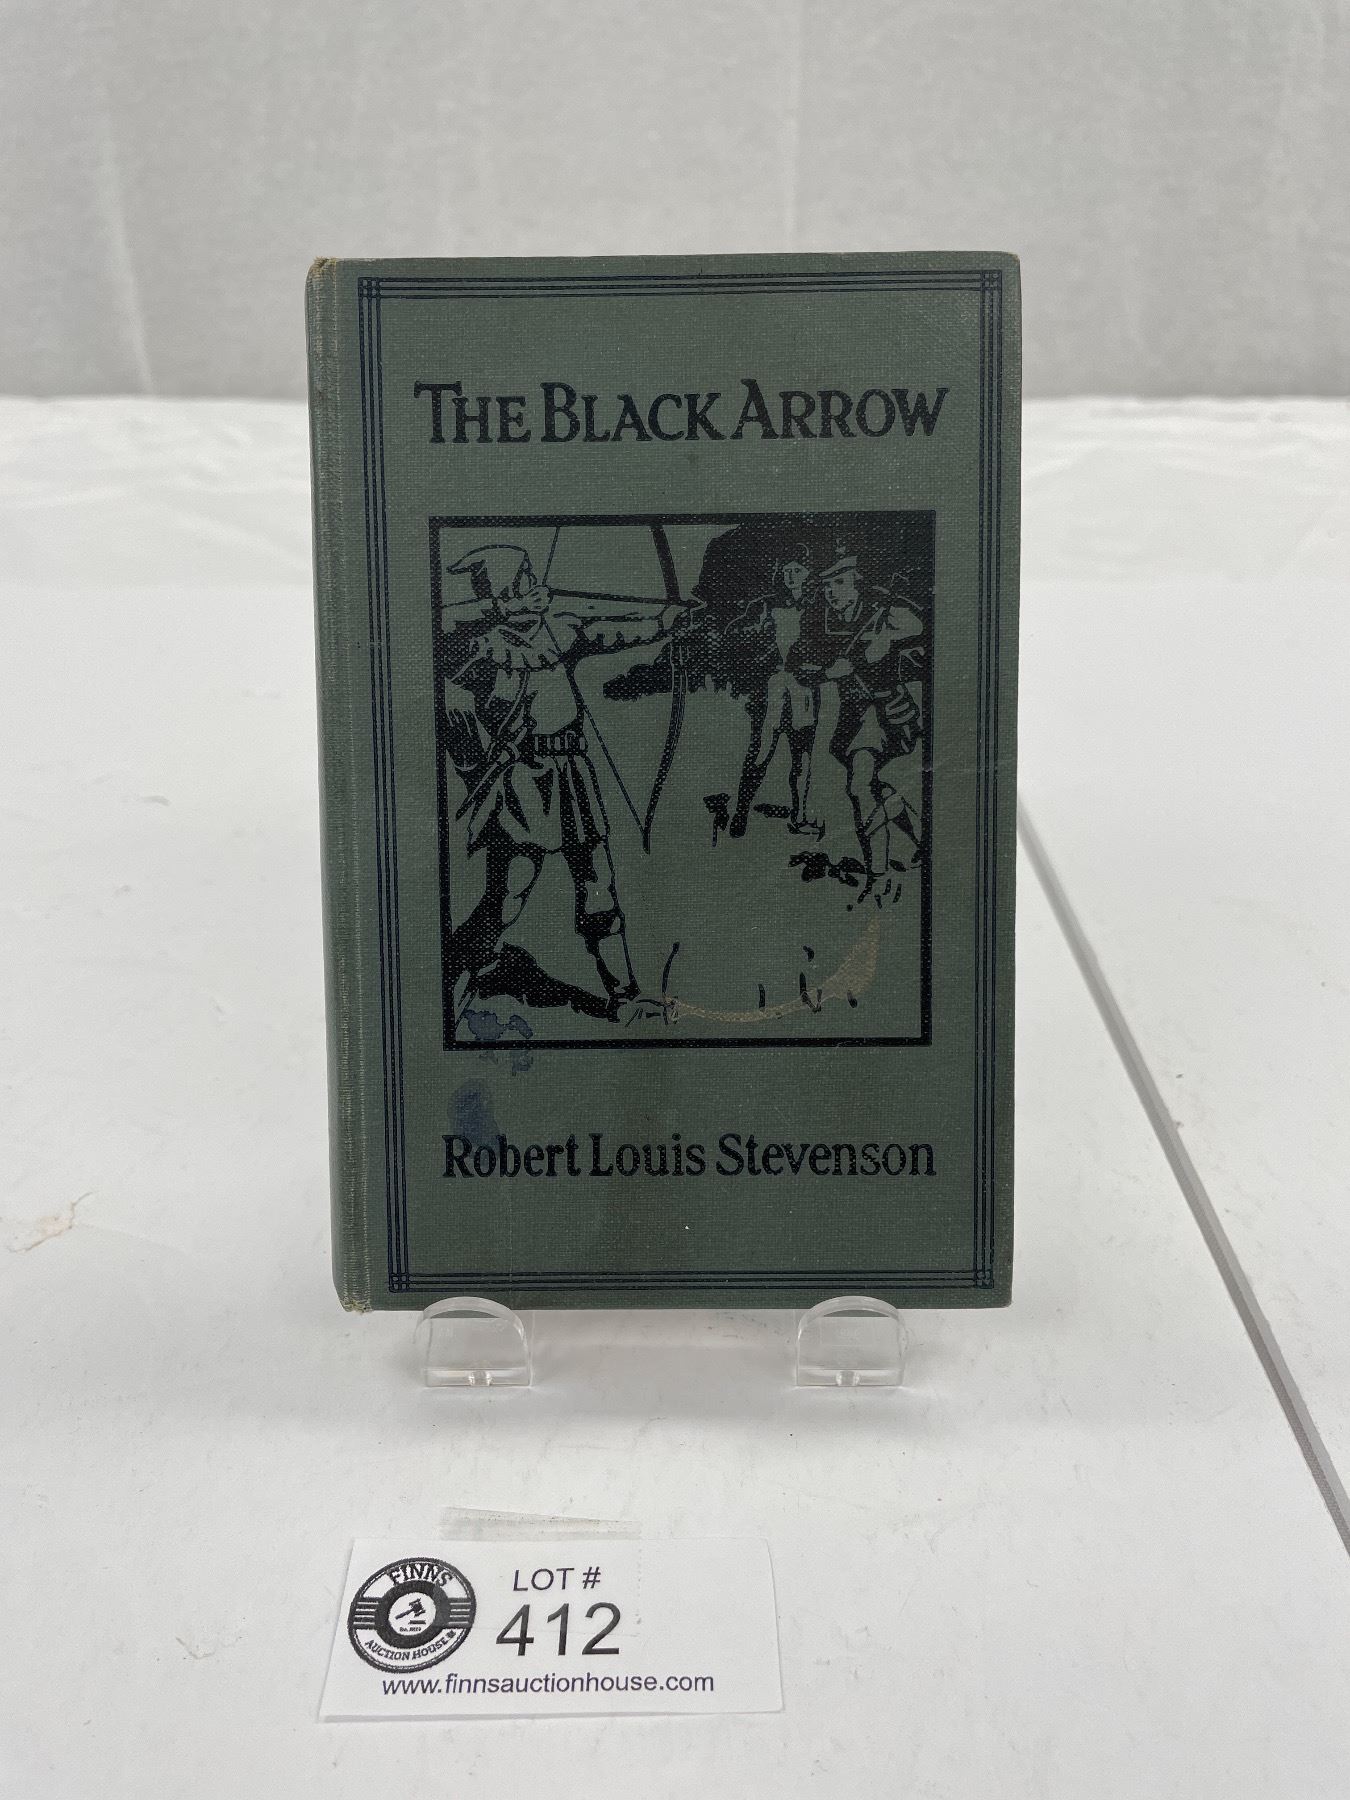 THE BLACK ARROW
Robert Louis Stevenson
FINNS
AUCTION HOUSE
LOT #
412
www.finnsauctionhouse.com